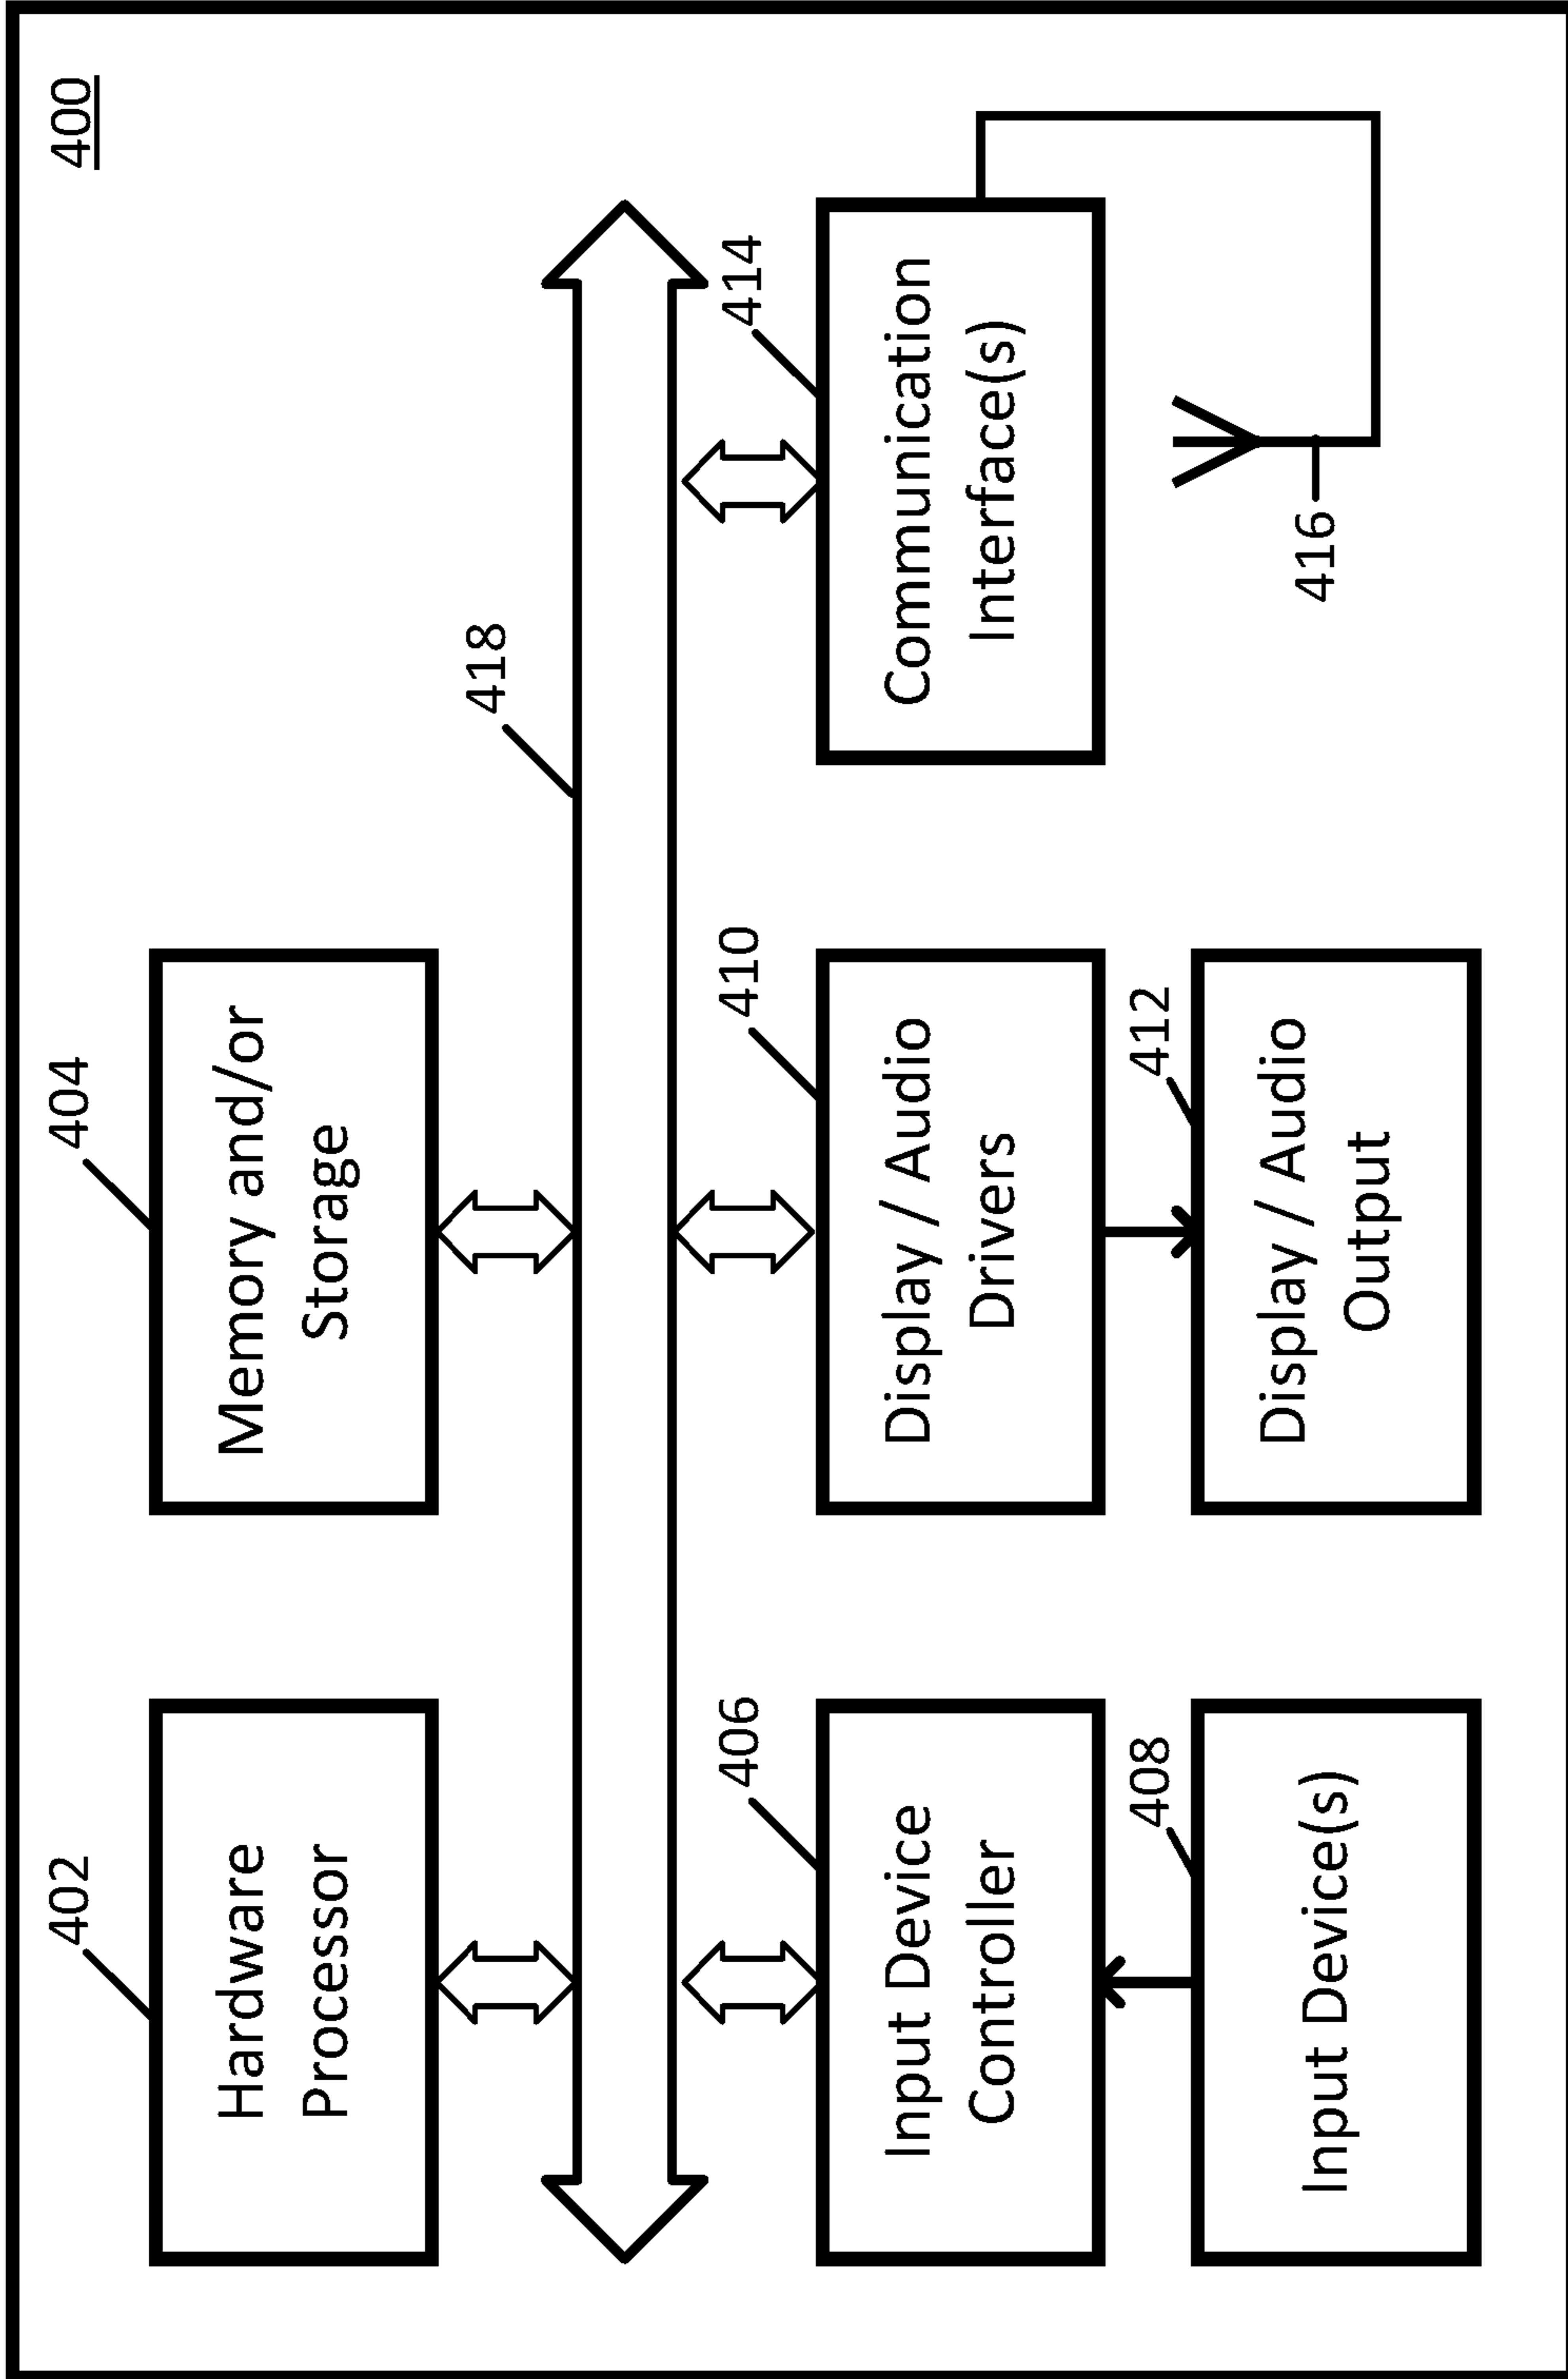 400
402
Hardware
Processor
404
Memory and/or
Storage
418
406
Input Device
Controller
410
Display / Audio
Drivers
414
Communication
Interface(s)
408
Input Device(s)
412
Display / Audio
Output
416